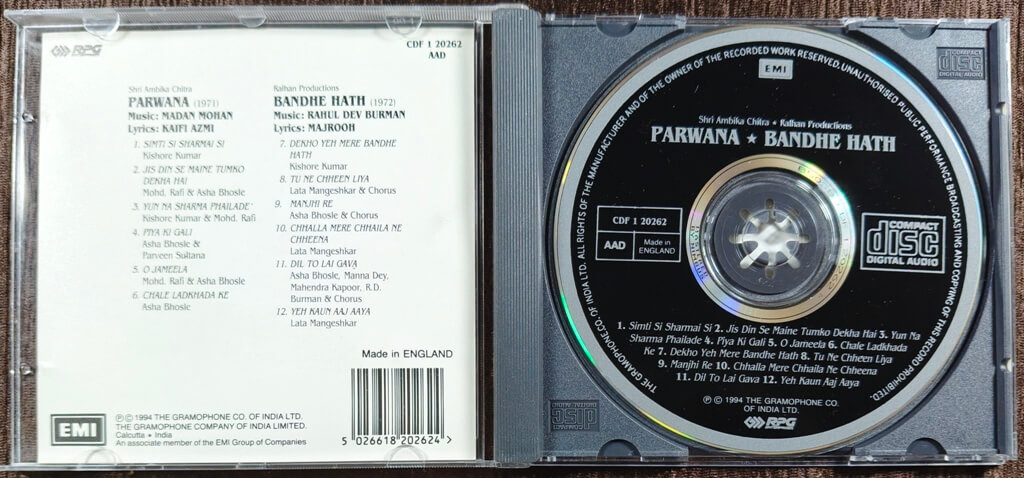 RPG
CDF 1 20262
AAD
Shri Ambika Chitra
PARWANA (1971)
Music: MADAN MOHAN
Lyrics: KAIFI AZMI
1. SIMTI SI SHARMAI SI
Kishore Kumar
2. JIS DIN SE MAINE TUMKO
DEKHA HAI
Mohd. Rafi & Asha Bhosle
3. YUN NA SHARMA PHAILADE
Kishore Kumar & Mohd. Rafi
4. PIYA KI GALI
Asha Bhosle &
Parveen Sultana
5. O JAMEELA
Mohd. Rafi & Asha Bhosle
6. CHALE LADKHADA KE
Asha Bhosle
Ralhan Productions
BANDHE HATH (1972)
Music: RAHUL DEV BURMAN
Lyrics: MAJROOH
7. DEKHO YEH MERE BANDHE
HATH
Kishore Kumar
8. TU NE CHHEEN LIYA
Lata Mangeshkar & Chorus
9. MANJHI RE
Asha Bhosle & Chorus
10. CHHALLA MERE CHHAILA NE
CHHEENA
Lata Mangeshkar
11. DIL TO LAI GAVA
Asha Bhosle, Manna Dey,
Mahendra Kapoor, R.D.
Burman & Chorus
12. YEH KAUN AAJ AAYA
Lata Mangeshkar
Made in ENGLAND
5 026618 202624 >
EMI
℗ © 1994 THE GRAMOPHONE CO. OF INDIA LTD.
THE GRAMOPHONE COMPANY OF INDIA LIMITED.
Calcutta • India
An associate member of the EMI Group of Companies
THE GRAMOPHONE CO. OF INDIA LTD. ALL RIGHTS OF THE MANUFACTURER AND OF THE OWNER OF THE RECORDED WORK RESERVED. UNAUTHORISED PUBLIC PERFORMANCE BROADCASTING AND COPYING OF THIS RECORD PROHIBITED.
EMI
Shri Ambika Chitra • Ralhan Productions
PARWANA ★ BANDHE HATH
CDF 1 20262
AAD
Made in
ENGLAND
COMPACT
disc
DIGITAL AUDIO
1. Simti Si Sharmai Si 2. Jis Din Se Maine Tumko Dekha Hai 3. Yun Na
Sharma Phailade 4. Piya Ki Gali 5. O Jameela 6. Chale Ladkhada
Ke 7. Dekho Yeh Mere Bandhe Hath 8. Tu Ne Chheen Liya
9. Manjhi Re 10. Chhalla Mere Chhaila Ne Chheena
11. Dil To Lai Gava 12. Yeh Kaun Aaj Aaya
℗ © 1994 THE GRAMOPHONE CO.
OF INDIA LTD.
RPG
COMPACT
disc
DIGITAL AUDIO
COMPACT
disc
DIGITAL AUDIO